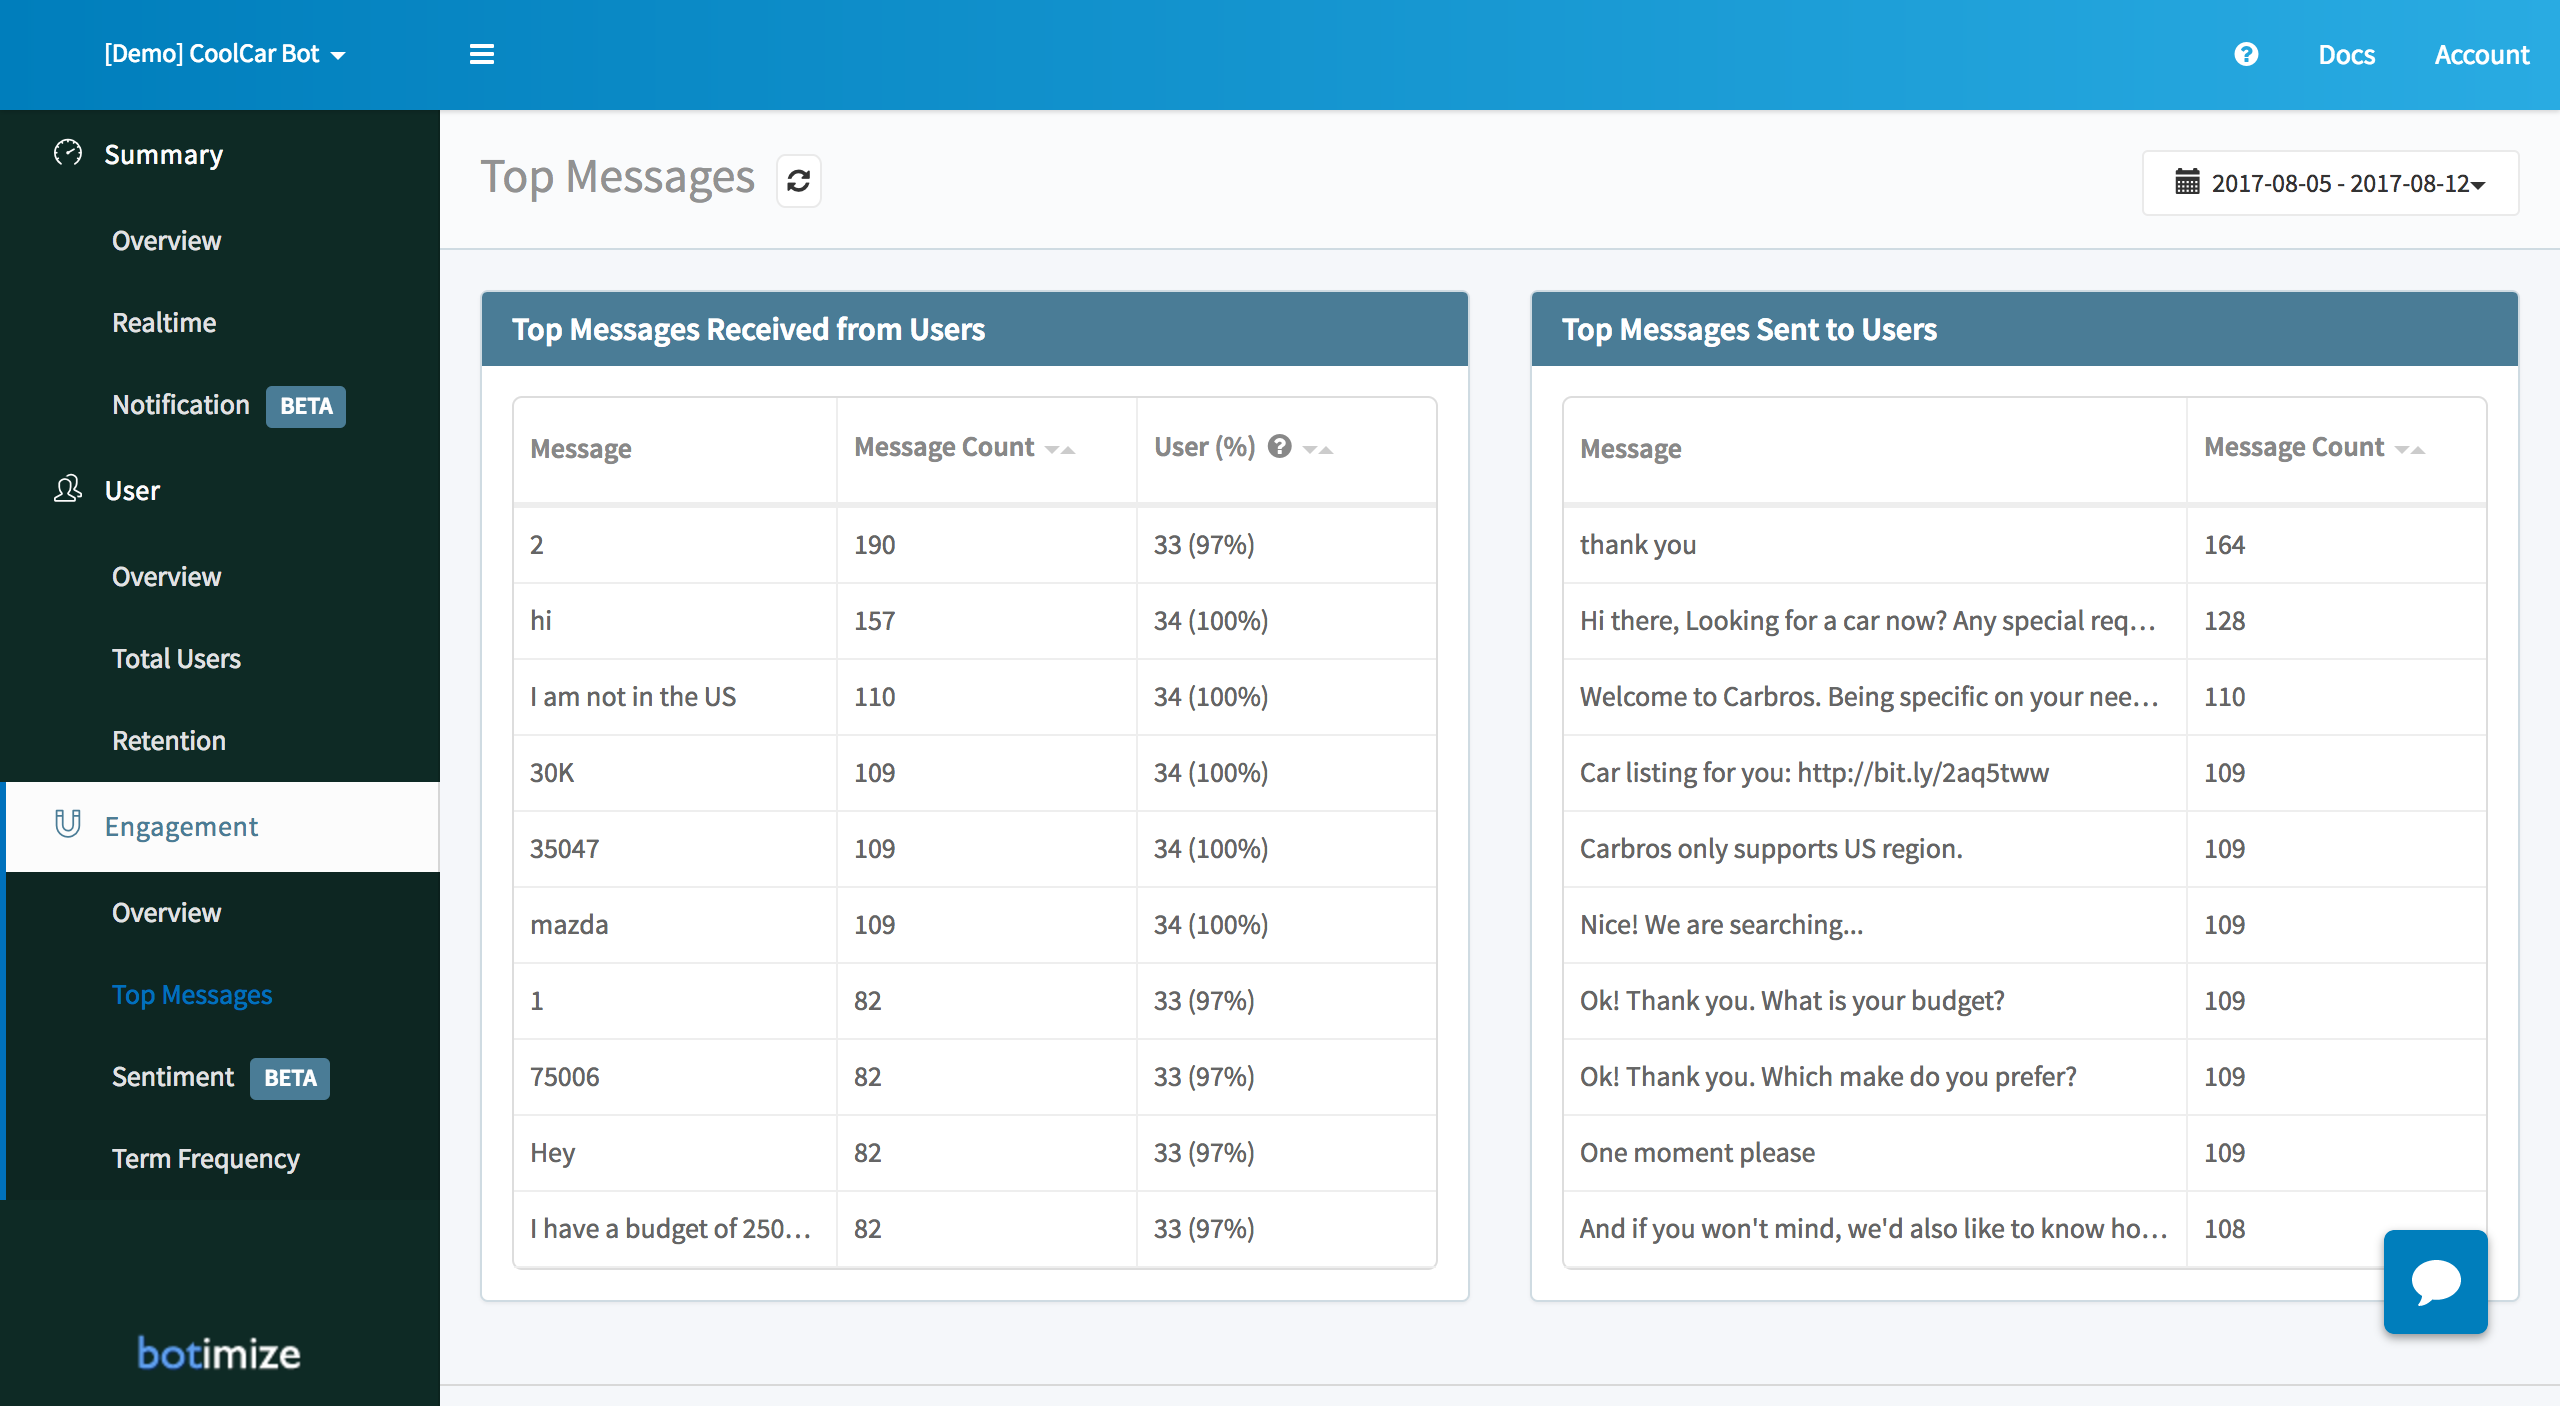 [Demo] CoolCar Bot
Docs
Account
Summary
Overview
Realtime
Notification BETA
User
Overview
Total Users
Retention
Engagement
Overview
Top Messages
Sentiment BETA
Term Frequency
botimize
Top Messages
2017-08-05 - 2017-08-12
Top Messages Received from Users
Message Message Count User (%)
2 190 33 (97%)
hi 157 34 (100%)
I am not in the US 110 34 (100%)
30K 109 34 (100%)
35047 109 34 (100%)
mazda 109 34 (100%)
1 82 33 (97%)
75006 82 33 (97%)
Hey 82 33 (97%)
I have a budget of 250… 82 33 (97%)
Top Messages Sent to Users
Message Message Count
thank you 164
Hi there, Looking for a car now? Any special req… 128
Welcome to Carbros. Being specific on your nee… 110
Car listing for you: http://bit.ly/2aq5tww 109
Carbros only supports US region. 109
Nice! We are searching... 109
Ok! Thank you. What is your budget? 109
Ok! Thank you. Which make do you prefer? 109
One moment please 109
And if you won't mind, we'd also like to know ho… 108